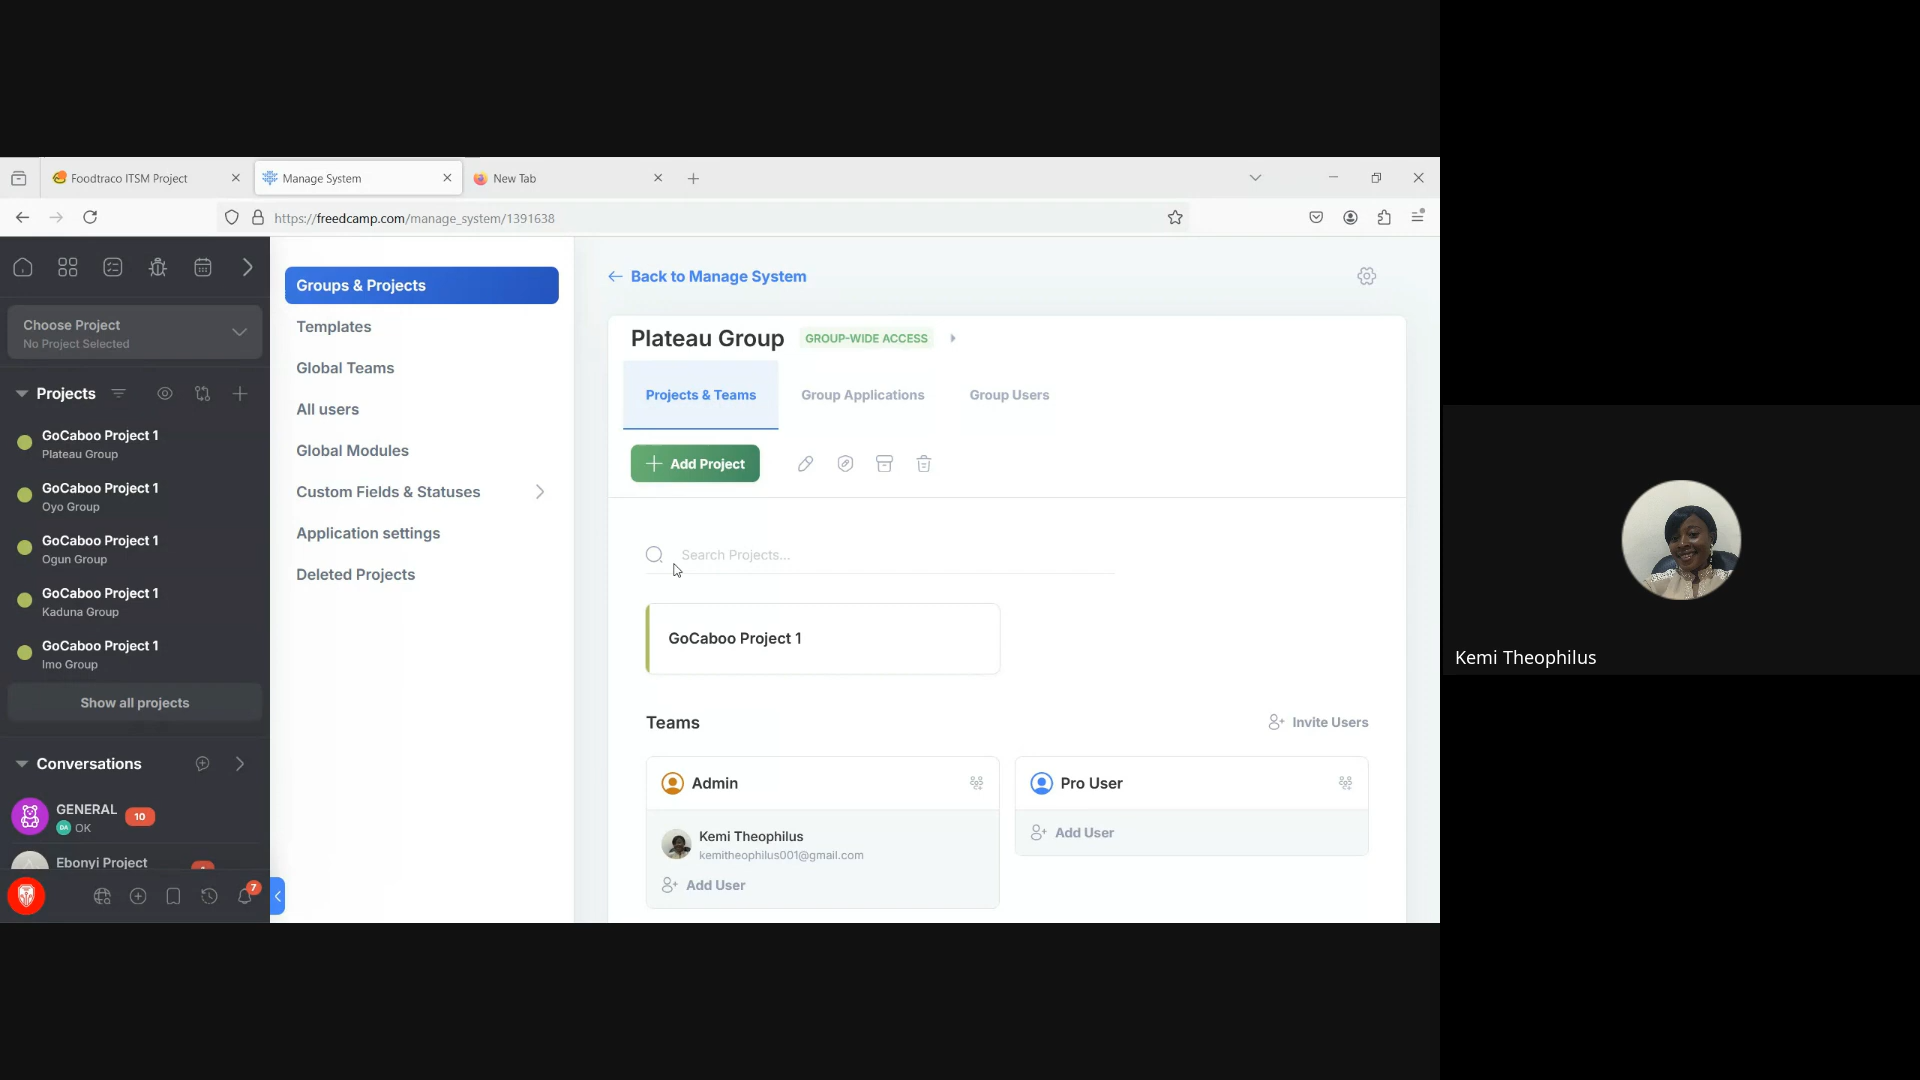 Foodtraco ITSM Project
Manage System
New Tab
https://freedcamp.com/manage_system/1391638
Choose Project
No Project Selected
Projects
GoCaboo Project 1
Plateau Group
GoCaboo Project 1
Oyo Group
GoCaboo Project 1
Ogun Group
GoCaboo Project 1
Kaduna Group
GoCaboo Project 1
Imo Group
Show all projects
Conversations
GENERAL
10
DA OK
Ebonyi Project
7
Groups & Projects
Templates
Global Teams
All users
Global Modules
Custom Fields & Statuses
Application settings
Deleted Projects
Back to Manage System
Plateau Group
GROUP-WIDE ACCESS
Projects & Teams
Group Applications
Group Users
Add Project
Search Projects...
GoCaboo Project 1
Teams
Invite Users
Admin
Kemi Theophilus
kemitheophilus001@gmail.com
Add User
Pro User
Add User
Kemi Theophilus